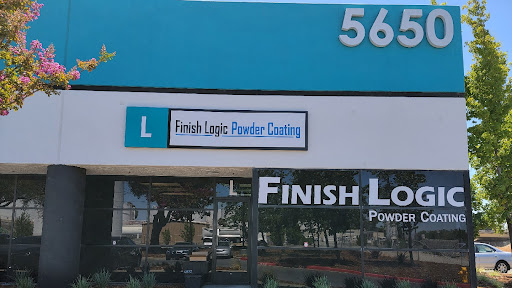 5650
L
Finish Logic Powder Coating
L
FINISH LOGIC
POWDER COATING